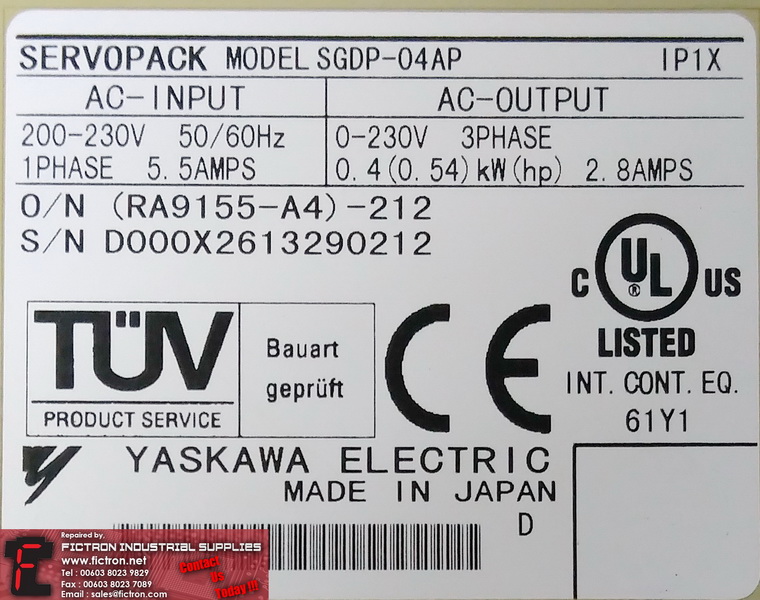 SERVOPACK MODEL SGDP-04AP IP1X
AC-INPUT AC-OUTPUT
200-230V 50/60Hz 0-230V 3PHASE
1PHASE 5.5AMPS 0.4(0.54)kW(hp) 2.8AMPS
O/N (RA9155-A4)-212
S/N D000X2613290212
C UL ® US
LISTED
INT. CONT. EQ.
61Y1
TÜV
PRODUCT SERVICE
Bauart
geprüft
CE
YASKAWA ELECTRIC
MADE IN JAPAN
D
Repaired by,
FICTRON INDUSTRIAL SUPPLIES
www.fictron.net
Tel : 00603 8023 9829
Fax : 00603 8023 7089
Email : sales@fictron.com
Contact
Us
Today!!!